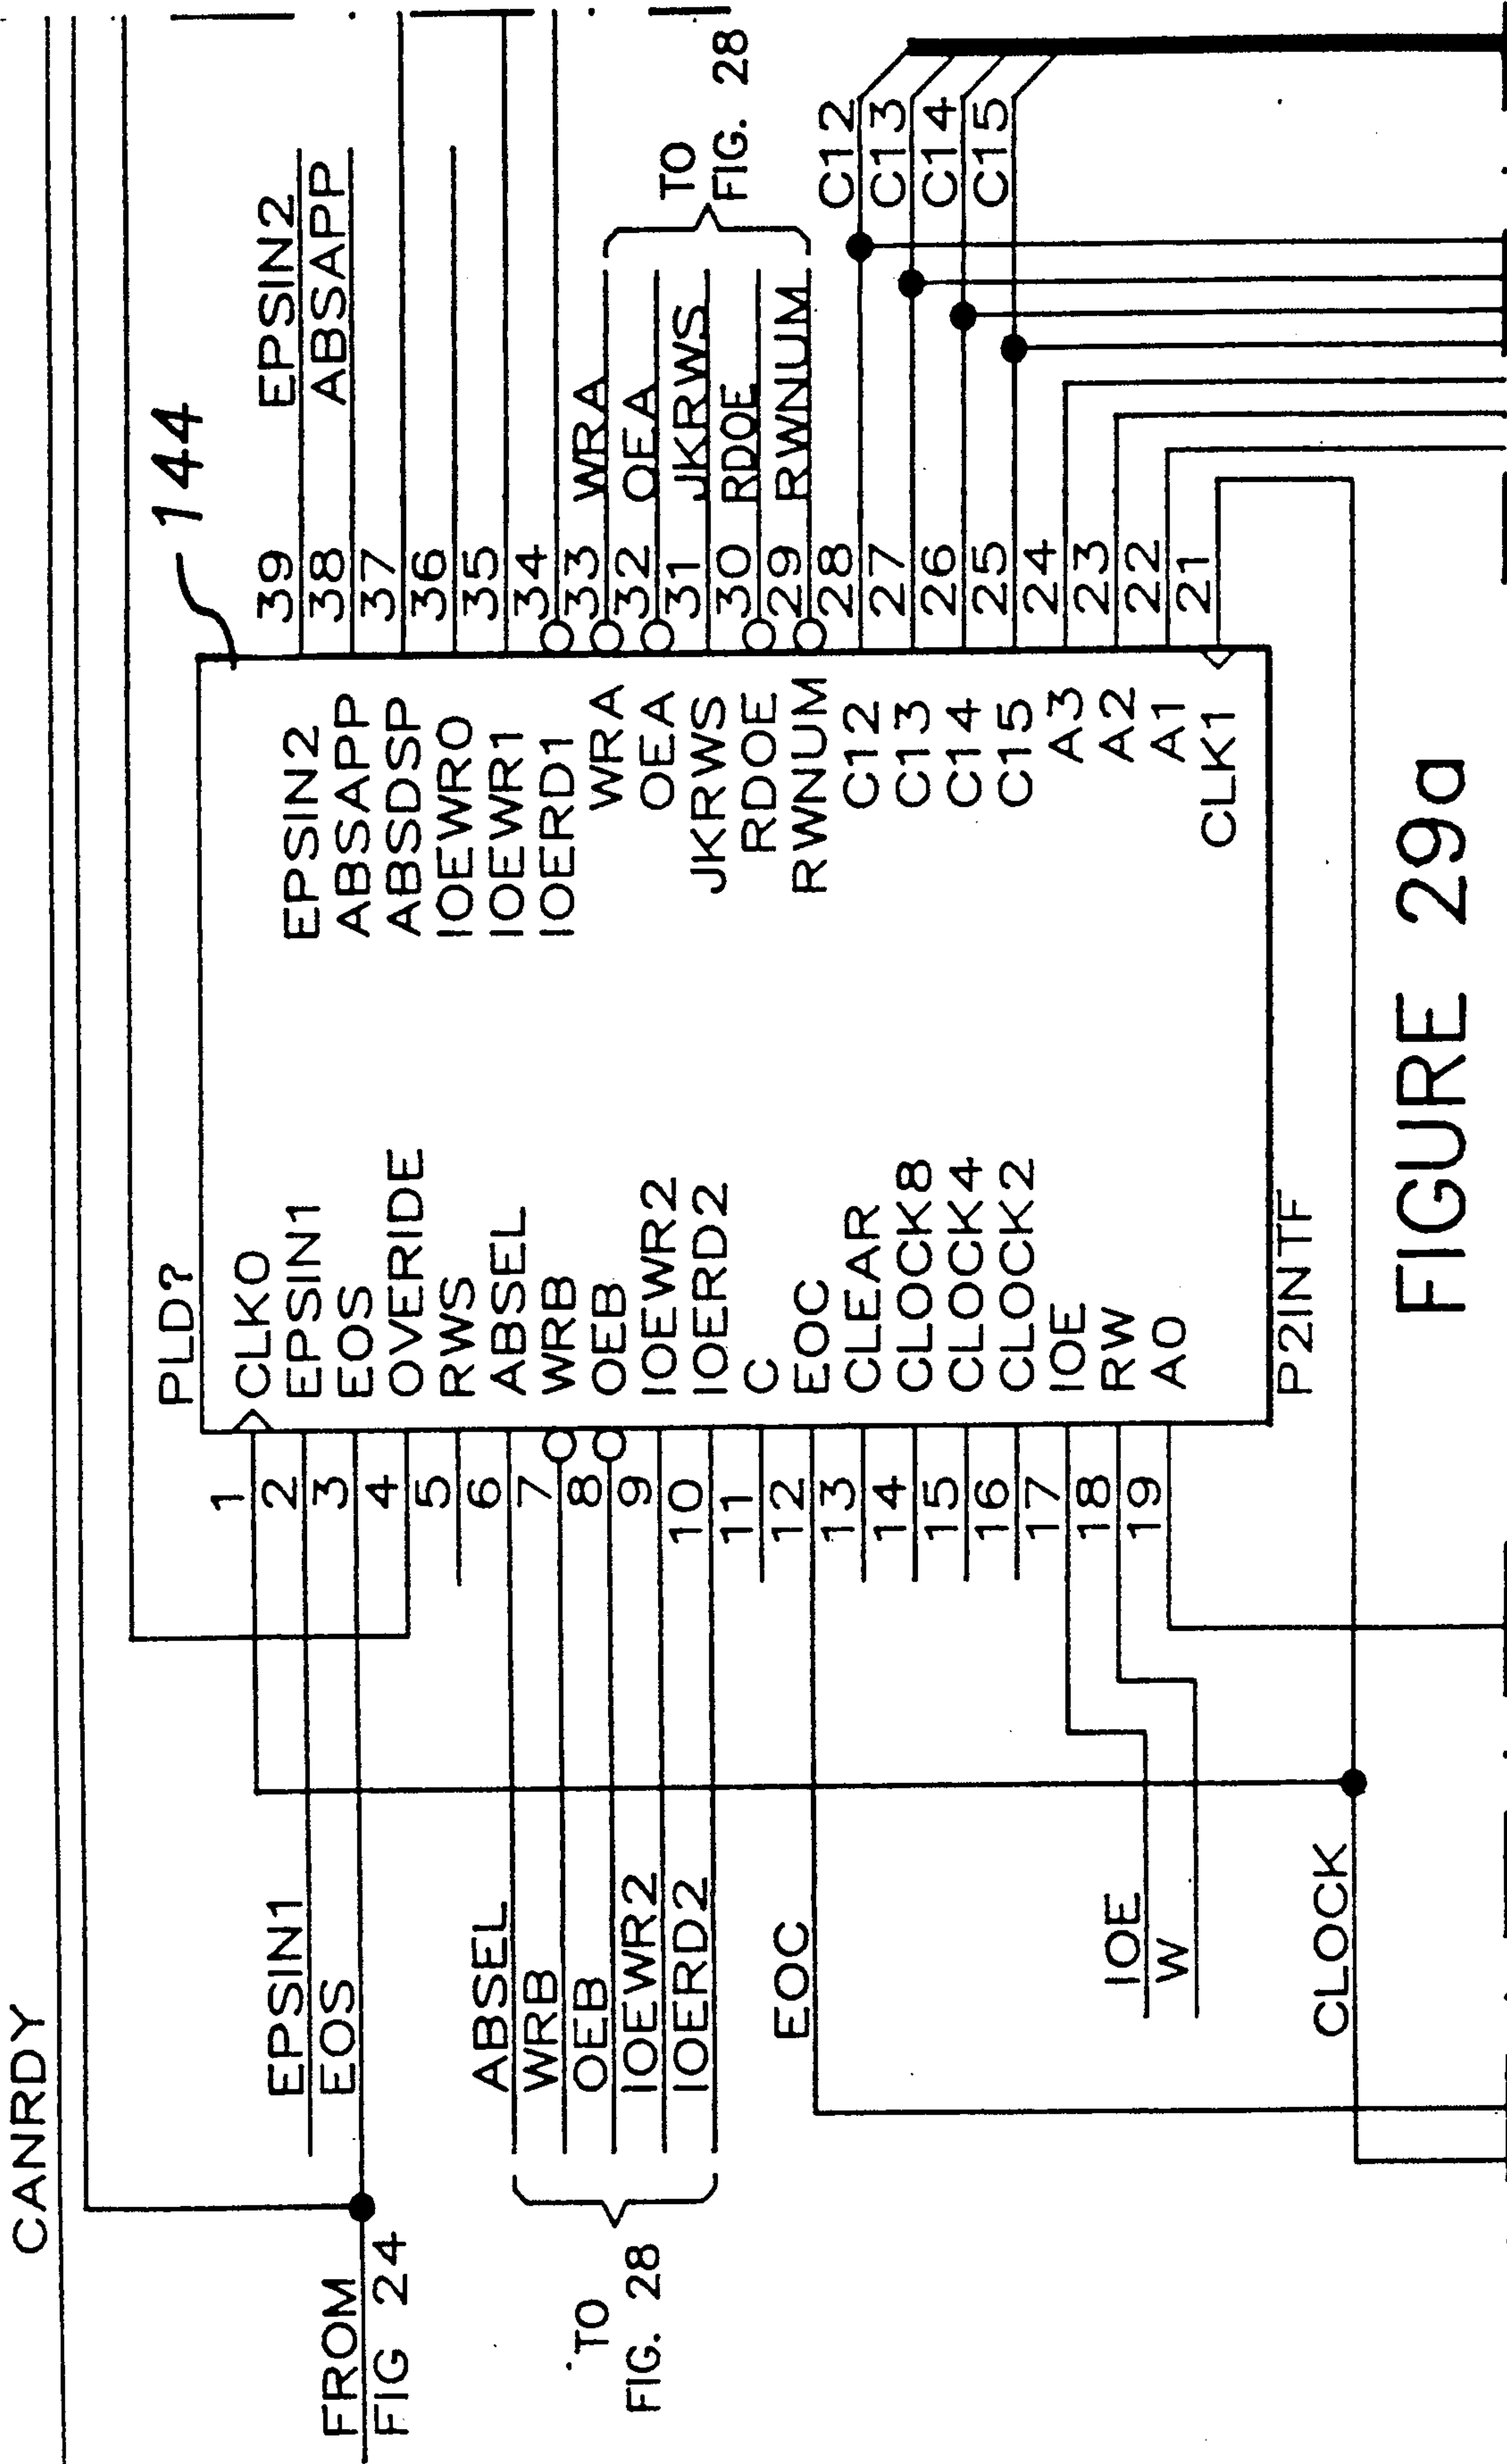 CANRDY
FROM
FIG 24
EPSIN1
EOS
TO
FIG. 28
ABSEL
WRB
OEB
IOEWR2
IOERD2
EOC
IOE
W
CLOCK
1
2
3
4
5
6
7
8
9
10
11
12
13
14
15
16
17
18
19
PLD?
CLK0
EPSIN1
EOS
OVERIDE
RWS
ABSEL
WRB
OEB
IOEWR2
IOERD2
C
EOC
CLEAR
CLOCK8
CLOCK4
CLOCK2
IOE
RW
A0
P2INTF
EPSIN2
ABSAPP
ABSDSP
IOEWR0
IOEWR1
IOERD1
WRA
OEA
JKRWS
RDOE
RWNUM
C12
C13
C14
C15
A3
A2
A1
CLK1
144
39
38
37
36
35
34
33
32
31
30
29
28
27
26
25
24
23
22
21
EPSIN2
ABSAPP
WRA
OEA
JKRWS
RDOE
RWNUM
TO
FIG. 28
C12
C13
C14
C15
FIGURE 29a